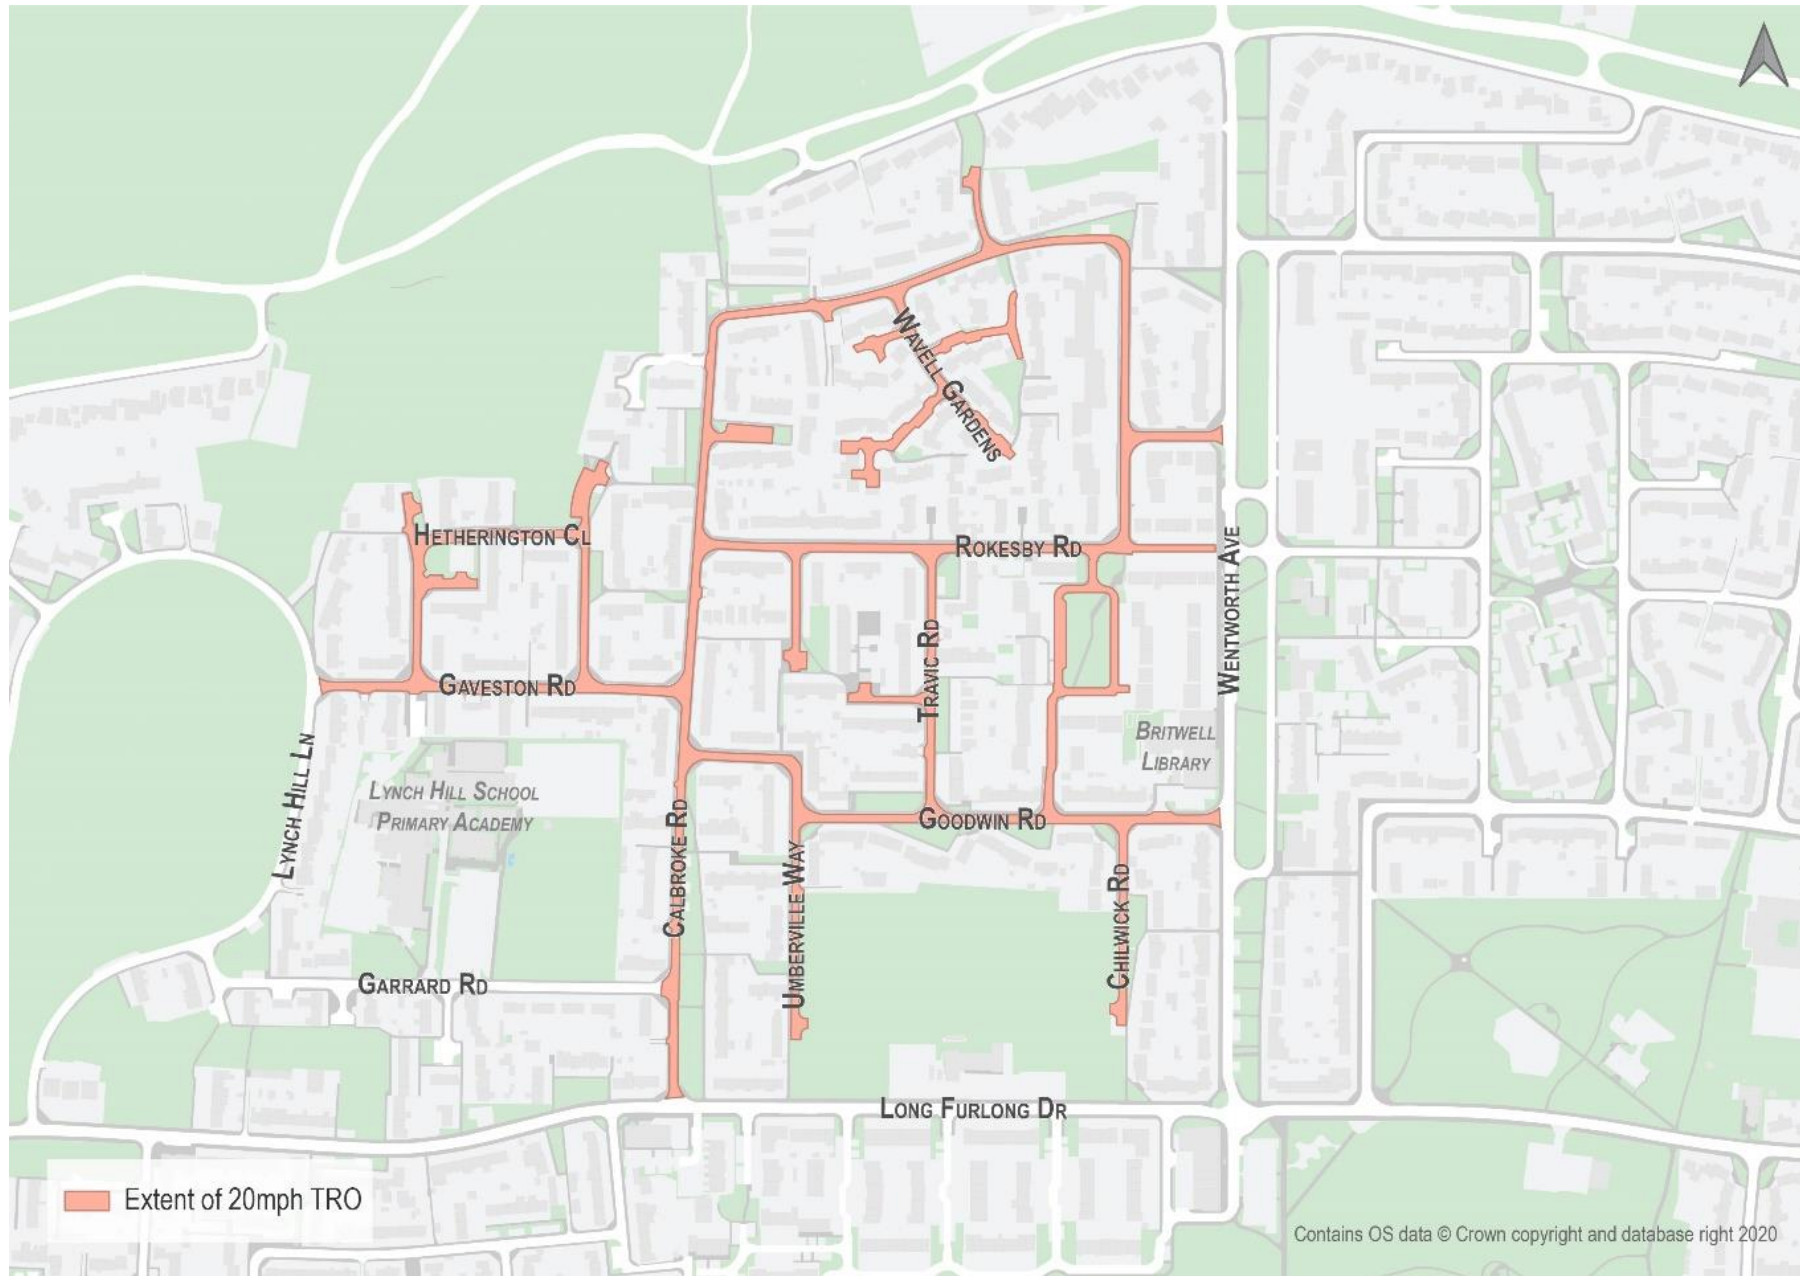 WAVELL GARDENS
HETHERINGTON CL
ROKESBY RD
WENTWORTH AVE
TRAVIC RD
GAVESTON RD
BRITWELL
LIBRARY
LYNCH HILL LN
LYNCH HILL SCHOOL
PRIMARY ACADEMY
CALBROKE RD
GOODWIN RD
UMBERVILLE WAY
CHILWICK RD
GARRARD RD
LONG FURLONG DR
Extent of 20mph TRO
Contains OS data © Crown copyright and database right 2020